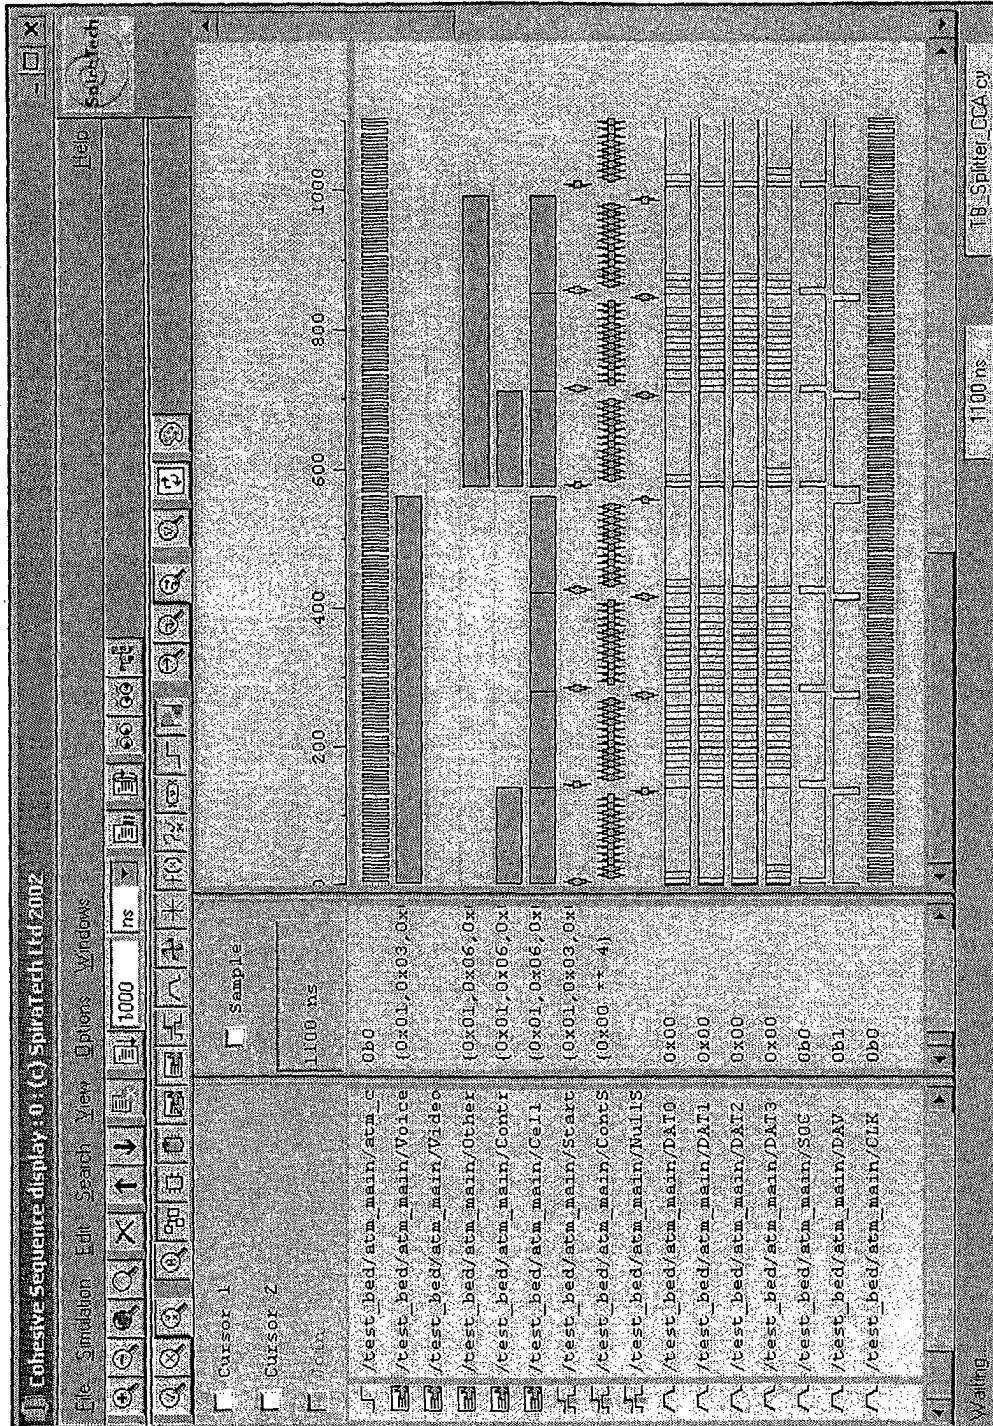 Cohesive Sequence display : 0 : (c) SpiraTech Ltd 2002
File Simulation Edit Search View Options Windows Help
1000 ns
SpiraTech
Cursor 1
Cursor 2
Join
Sample
1100 ns
0 200 400 600 800 1000
/test_bed/atm_main/atm_c 0b0
/test_bed/atm_main/Voice {0x01,0x03,0x
/test_bed/atm_main/Video
/test_bed/atm_main/Other {0x01,0x06,0x
/test_bed/atm_main/Contr {0x01,0x06,0x
/test_bed/atm_main/Cell {0x01,0x06,0x
/test_bed/atm_main/Start {0x01,0x03,0x
/test_bed/atm_main/ContS {0x00 ** 4}
/test_bed/atm_main/NullS
/test_bed/atm_main/DAT0 0x00
/test_bed/atm_main/DAT1 0x00
/test_bed/atm_main/DAT2 0x00
/test_bed/atm_main/DAT3 0x00
/test_bed/atm_main/SOC 0b0
/test_bed/atm_main/DAV 0b1
/test_bed/atm_main/CLK 0b0
Waiting... 1100 ns TB_Splitter_CCA.cy